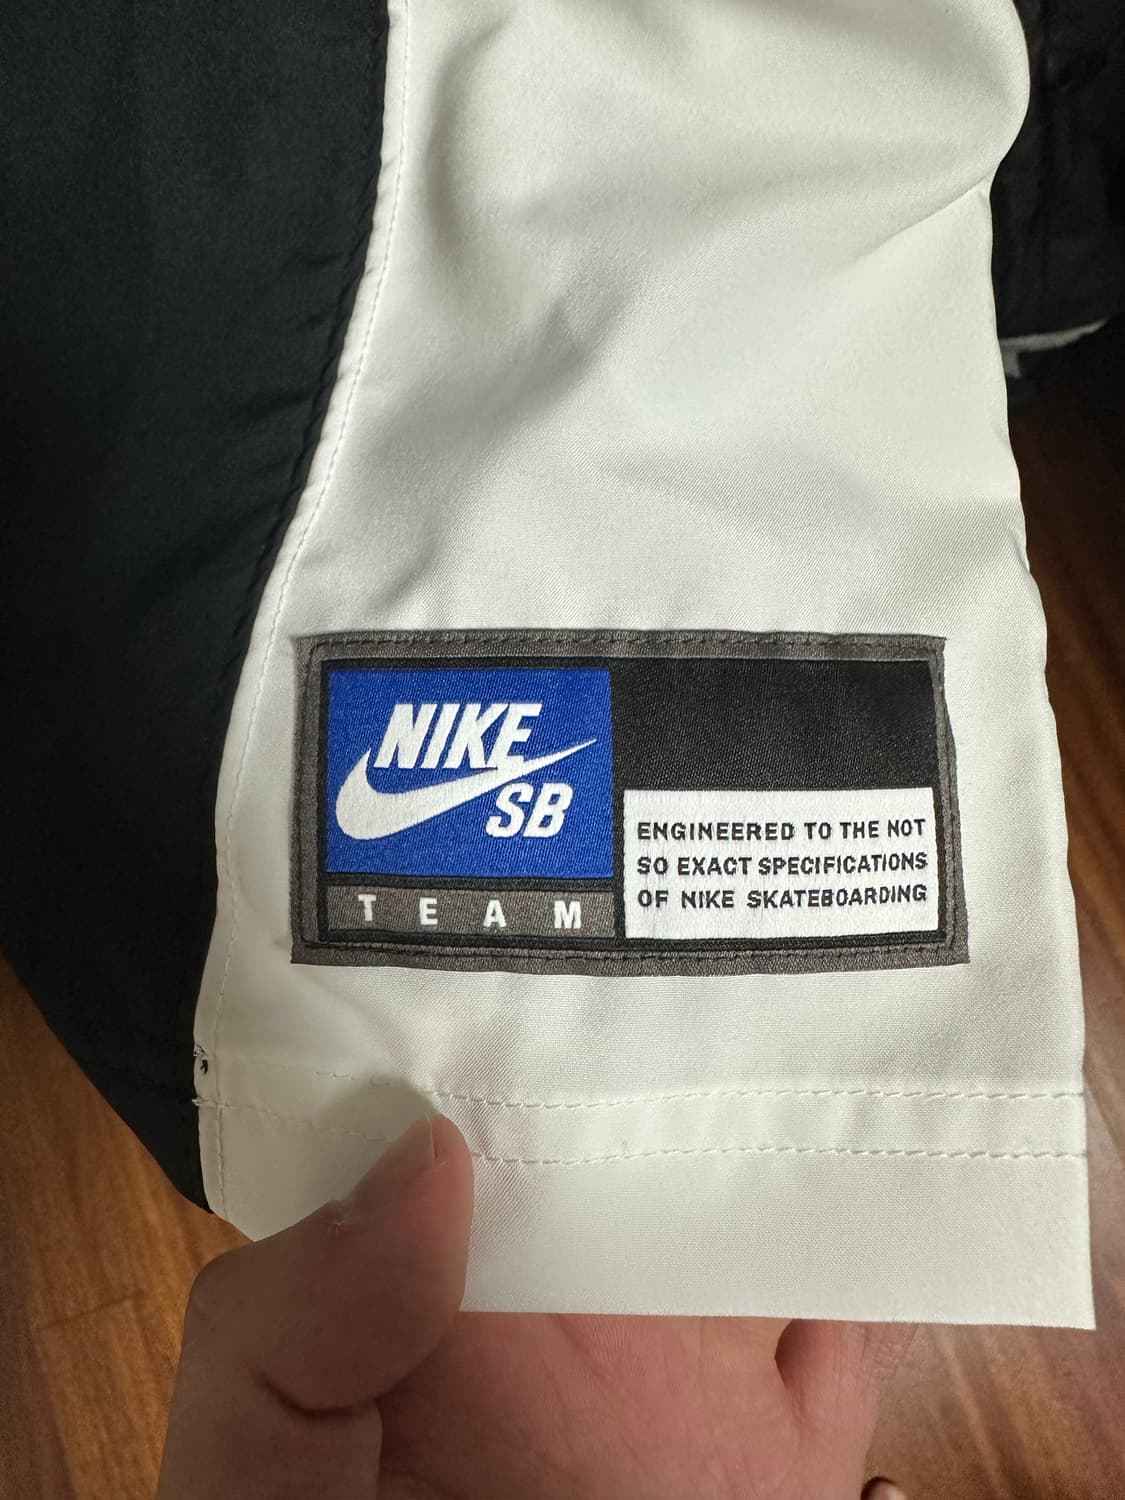 NIKE
SB
TEAM
ENGINEERED TO THE NOT
SO EXACT SPECIFICATIONS
OF NIKE SKATEBOARDING